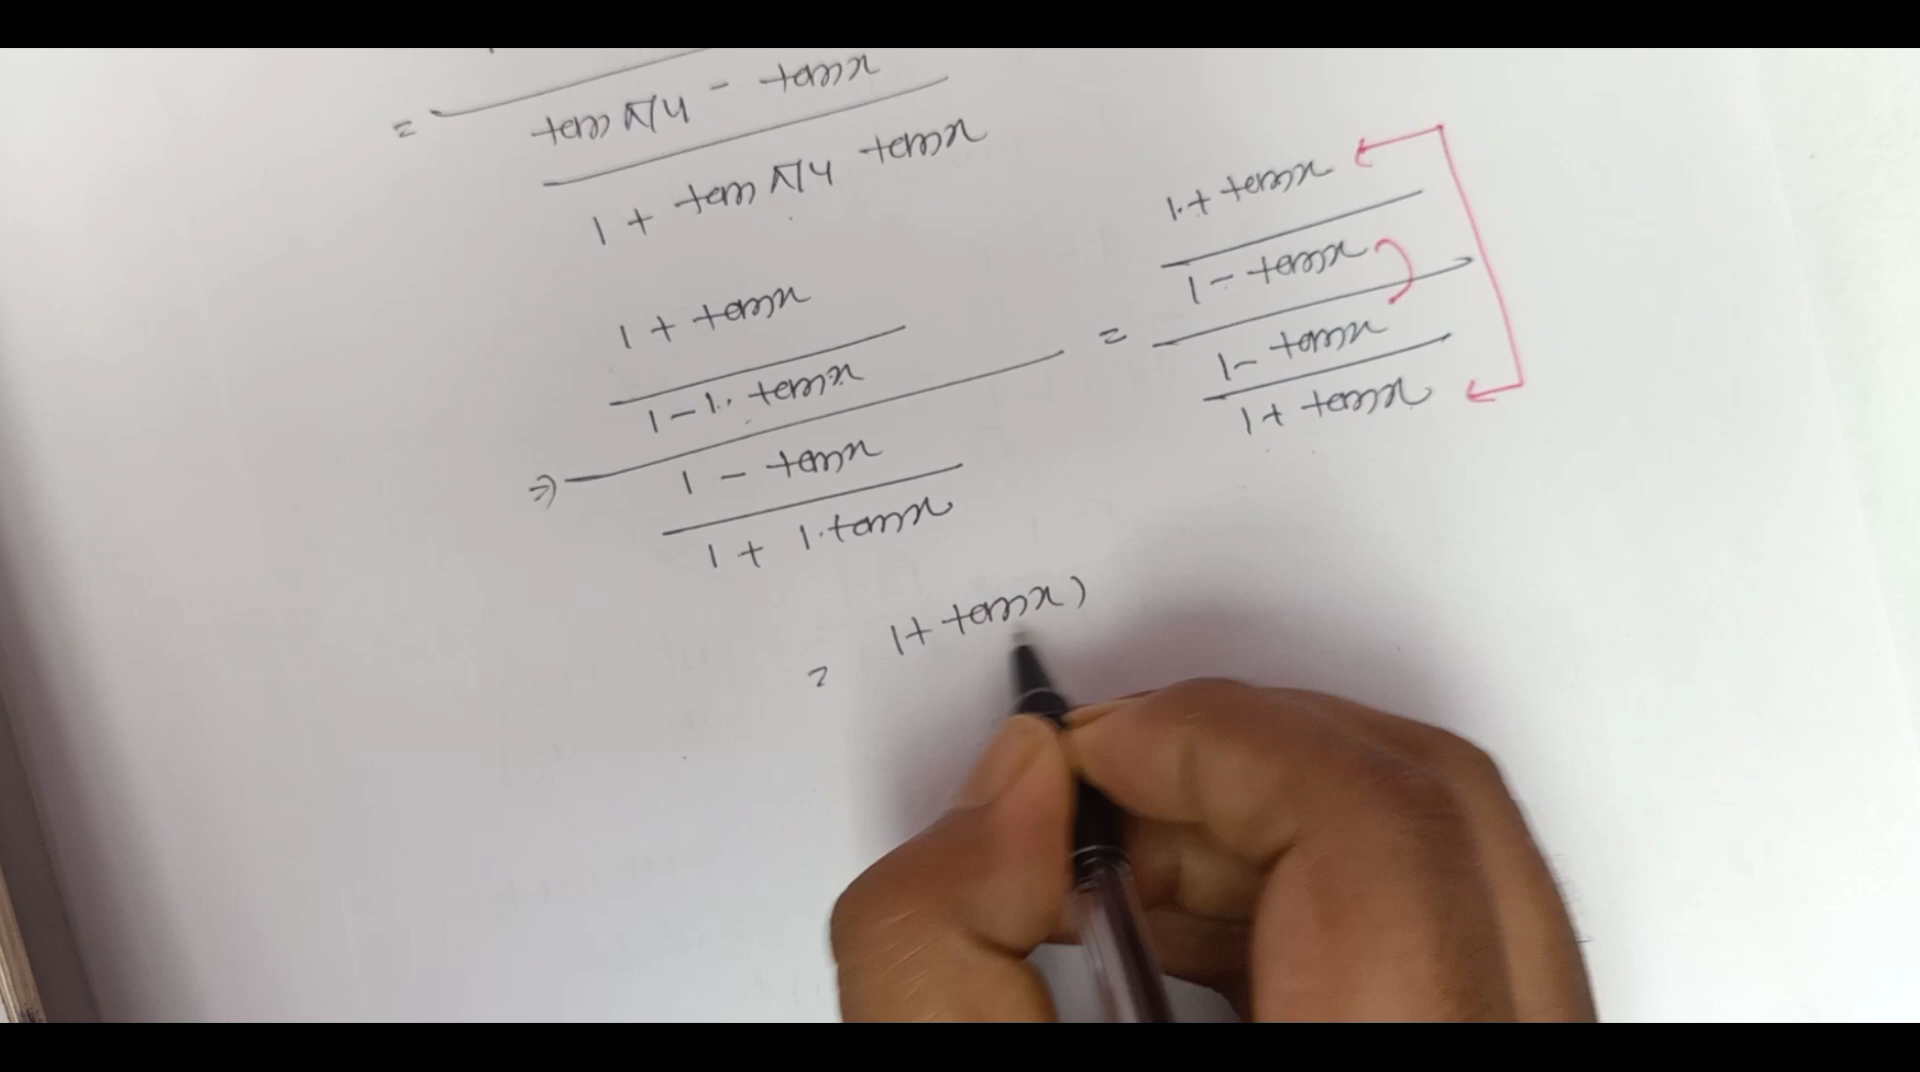 = tan π/4 - tanx
1 + tan π/4 tanx
1 + tanx
1 - 1. tanx
⇒
1 - tanx
1 + 1.tanx
1.+ tanx
1 - tanx
=
1 - tanx
1 + tanx
= 1+ tanx)